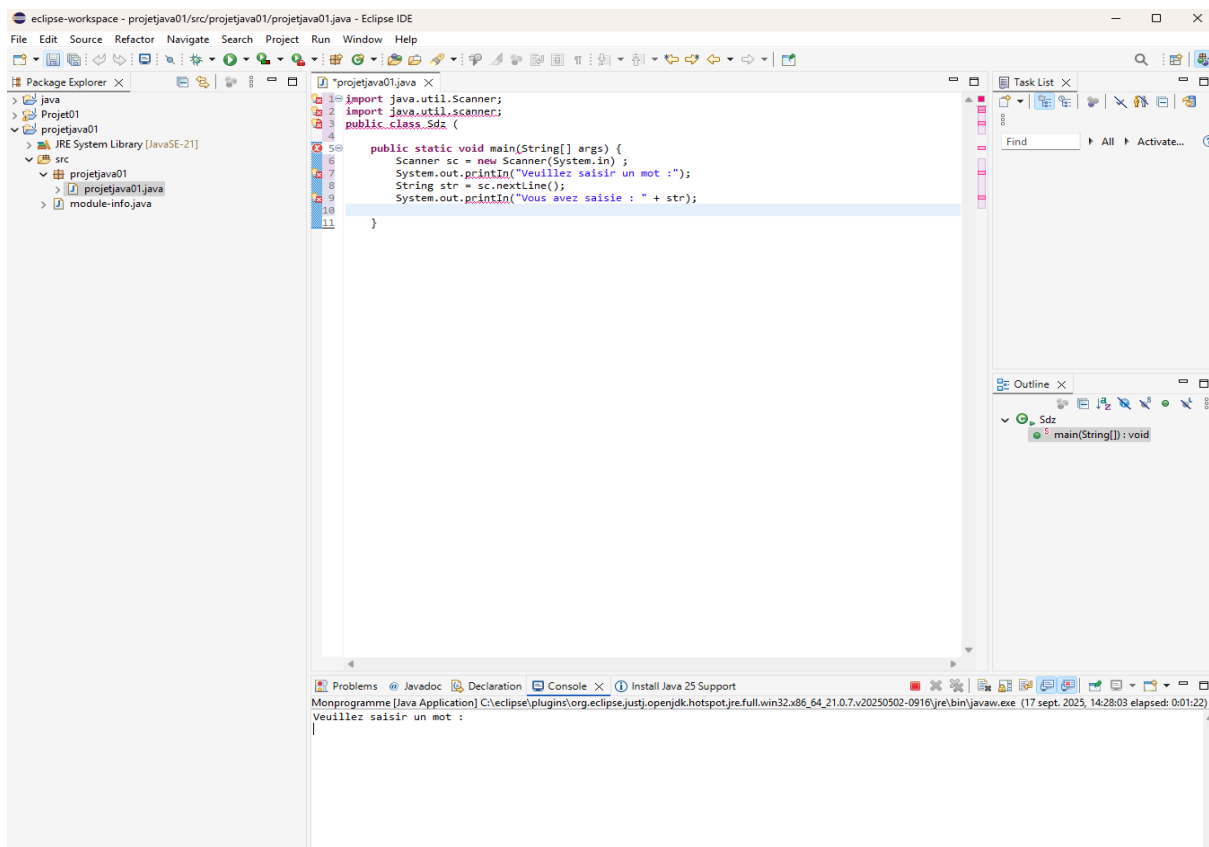 eclipse-workspace - projetjava01/src/projetjava01/projetjava01.java - Eclipse IDE
File Edit Source Refactor Navigate Search Project Run Window Help
Package Explorer
java
Projet01
projetjava01
JRE System Library [JavaSE-21]
src
projetjava01
projetjava01.java
module-info.java
*projetjava01.java
1 import java.util.Scanner;
2 import java.util.scanner;
3 public class Sdz (
4
5 public static void main(String[] args) {
6 Scanner sc = new Scanner(System.in) ;
7 System.out.printIn("Veuillez saisir un mot :");
8 String str = sc.nextLine();
9 System.out.printIn("Vous avez saisie : " + str);
10
11 }
Task List
Find All Activate...
Outline
Sdz
main(String[]) : void
Problems Javadoc Declaration Console Install Java 25 Support
Monprogramme [Java Application] C:\eclipse\plugins\org.eclipse.justj.openjdk.hotspot.jre.full.win32.x86_64_21.0.7.v20250502-0916\jre\bin\javaw.exe (17 sept. 2025, 14:28:03 elapsed: 0:01:22)
Veuillez saisir un mot :